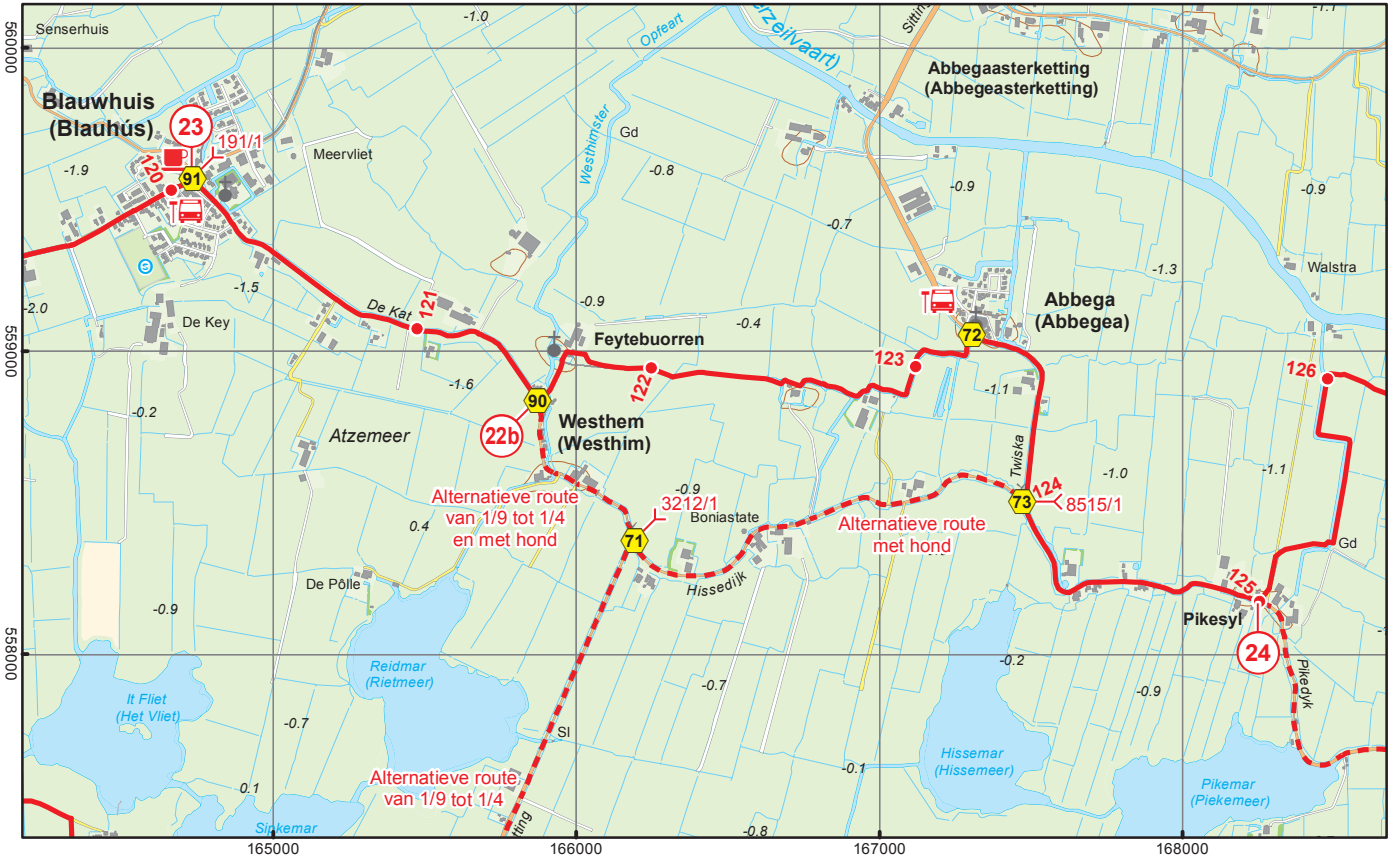 Senserhuis
-1.0
Opfeart
erzeilvaart)
Sitting
-1.1
560000
Blauwhuis
(Blauhús)
23
191/1
Abbegaasterketting
(Abbegeasterketting)
Gd
Meervliet
-1.9
120
91
Westhimster
-0.8
-0.9
-0.9
-0.7
-1.5
-2.0
De Key
De Kat
121
-0.9
-0.4
-1.3
Walstra
Abbega
(Abbegea)
72
559000
Feytebuorren
122
123
126
-1.6
-1.1
-0.2
90
22b
Westhem
(Westhim)
Atzemeer
Twiska
-1.0
-1.1
Alternatieve route
van 1/9 tot 1/4
en met hond
-0.9
3212/1
Boniastate
Alternatieve route
met hond
73
124
8515/1
0.4
71
Hissedijk
Gd
De Pôlle
-0.9
125
Pikesyl
24
558000
Reidmar
(Rietmeer)
-0.2
-0.7
-0.9
Pikedyk
It Fliet
(Het Vliet)
-0.7
Sl
Hissemar
(Hissemeer)
-0.1
Alternatieve route
van 1/9 tot 1/4
0.1
Pikemar
(Piekemeer)
Sipkemar
tting
-0.8
165000
166000
167000
168000